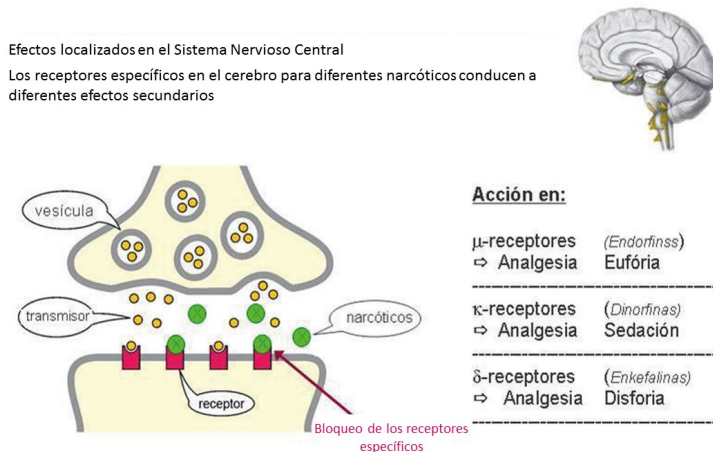 Efectos localizados en el Sistema Nervioso Central
Los receptores específicos en el cerebro para diferentes narcóticos conducen a
diferentes efectos secundarios
vesícula
transmisor
narcóticos
receptor
Bloqueo de los receptores
específicos
Acción en:
μ-receptores (Endorfinss)
⇨ Analgesia Eufória
κ-receptores (Dinorfinas)
⇨ Analgesia Sedación
δ-receptores (Enkefalinas)
⇨ Analgesia Disforia